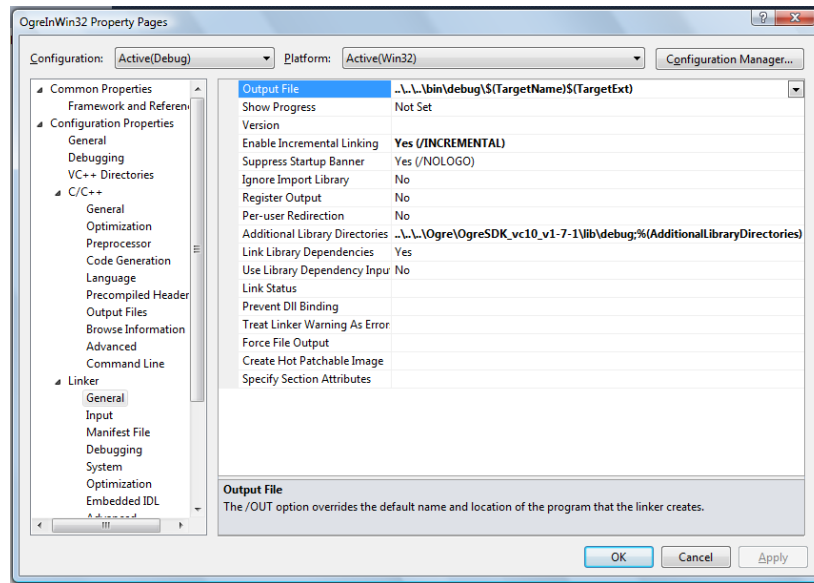 OgreInWin32 Property Pages
Configuration: Active(Debug) Platform: Active(Win32) Configuration Manager...
Common Properties
Framework and Referen
Configuration Properties
General
Debugging
VC++ Directories
C/C++
General
Optimization
Preprocessor
Code Generation
Language
Precompiled Header
Output Files
Browse Information
Advanced
Command Line
Linker
General
Input
Manifest File
Debugging
System
Optimization
Embedded IDL
Advanced
Output File ..\..\..\bin\debug\$(TargetName)$(TargetExt)
Show Progress Not Set
Version
Enable Incremental Linking Yes (/INCREMENTAL)
Suppress Startup Banner Yes (/NOLOGO)
Ignore Import Library No
Register Output No
Per-user Redirection No
Additional Library Directories ..\..\..\Ogre\OgreSDK_vc10_v1-7-1\lib\debug;%(AdditionalLibraryDirectories)
Link Library Dependencies Yes
Use Library Dependency Inpu No
Link Status
Prevent Dll Binding
Treat Linker Warning As Error
Force File Output
Create Hot Patchable Image
Specify Section Attributes
Output File
The /OUT option overrides the default name and location of the program that the linker creates.
OK Cancel Apply